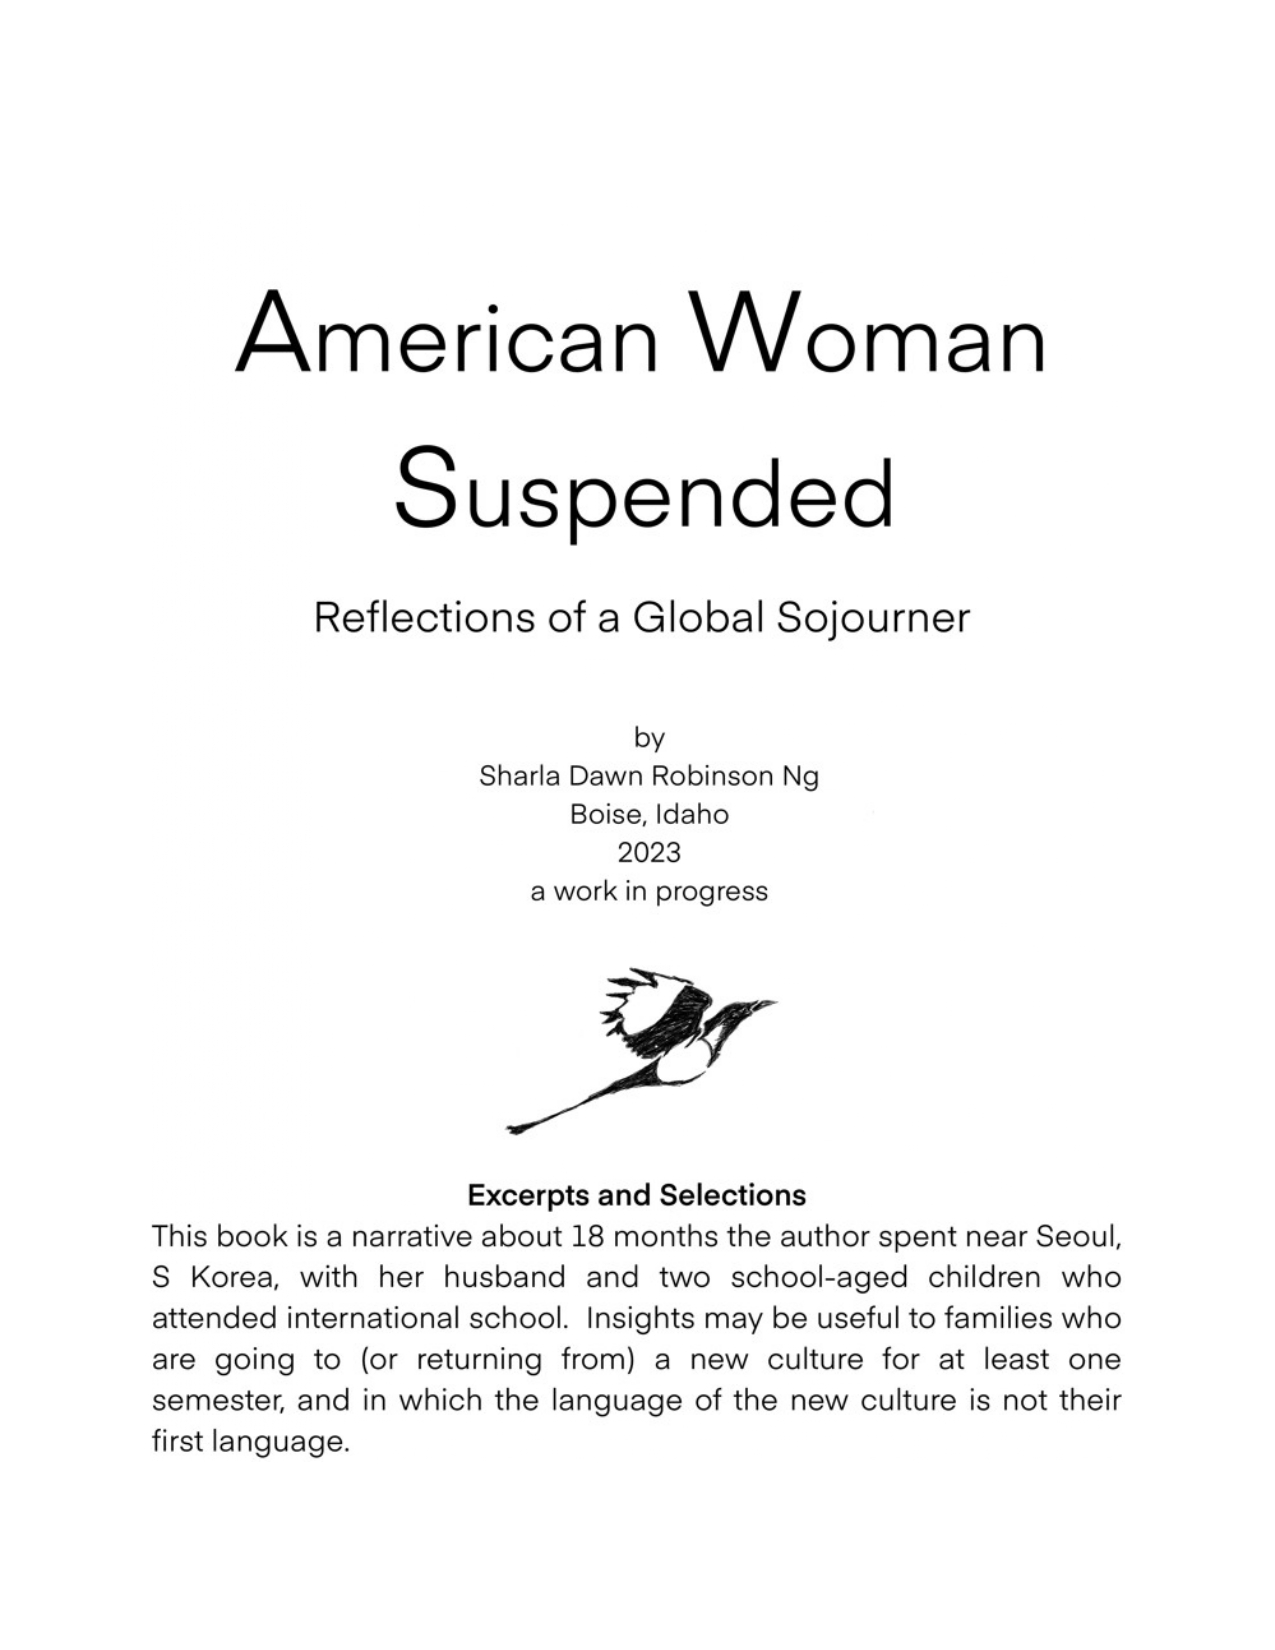 American Woman
Suspended
Reflections of a Global Sojourner
by
Sharla Dawn Robinson Ng
Boise, Idaho
2023
a work in progress
Excerpts and Selections
This book is a narrative about 18 months the author spent near Seoul,
S Korea, with her husband and two school-aged children who
attended international school.  Insights may be useful to families who
are going to (or returning from) a new culture for at least one
semester, and in which the language of the new culture is not their
first language.